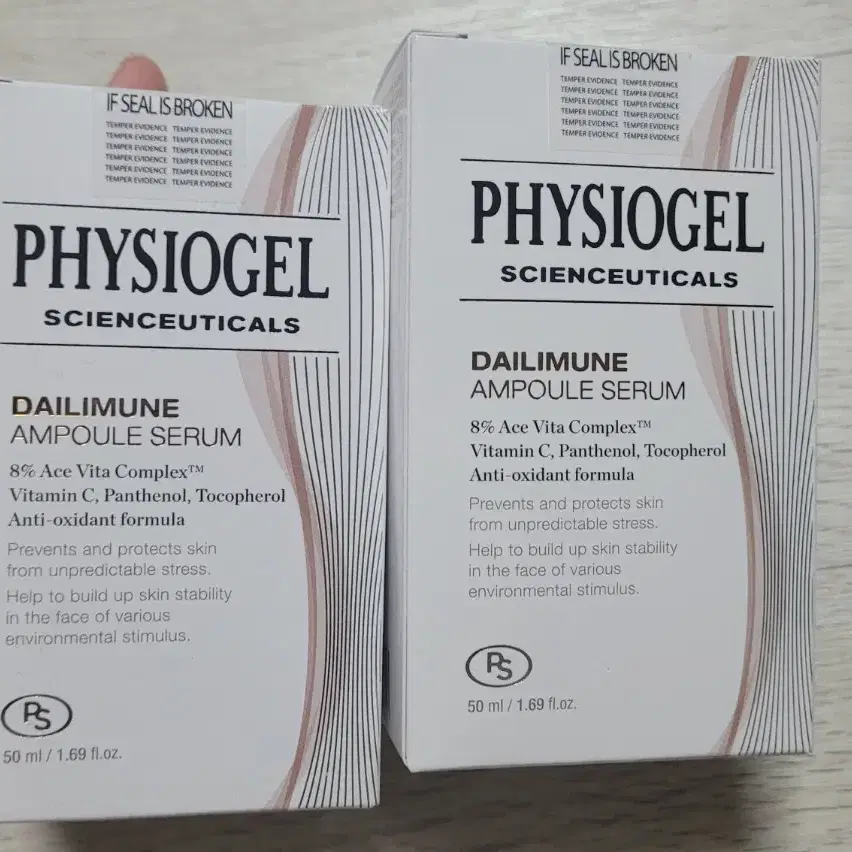 IF SEAL IS BROKEN
TEMPER EVIDENCE TEMPER EVIDENCE
TEMPER EVIDENCE TEMPER EVIDENCE
TEMPER EVIDENCE TEMPER EVIDENCE
TEMPER EVIDENCE TEMPER EVIDENCE
TEMPER EVIDENCE TEMPER EVIDENCE
TEMPER EVIDENCE TEMPER EVIDENCE
PHYSIOGEL
SCIENCEUTICALS
DAILIMUNE
AMPOULE SERUM
8% Ace Vita Complex™
Vitamin C, Panthenol, Tocopherol
Anti-oxidant formula
Prevents and protects skin
from unpredictable stress.
Help to build up skin stability
in the face of various
environmental stimulus.
PS
50 ml / 1.69 fl.oz.
IF SEAL IS BROKEN
TEMPER EVIDENCE TEMPER EVIDENCE
TEMPER EVIDENCE TEMPER EVIDENCE
TEMPER EVIDENCE TEMPER EVIDENCE
TEMPER EVIDENCE TEMPER EVIDENCE
TEMPER EVIDENCE TEMPER EVIDENCE
TEMPER EVIDENCE TEMPER EVIDENCE
PHYSIOGEL
SCIENCEUTICALS
DAILIMUNE
AMPOULE SERUM
8% Ace Vita Complex™
Vitamin C, Panthenol, Tocopherol
Anti-oxidant formula
Prevents and protects skin
from unpredictable stress.
Help to build up skin stability
in the face of various
environmental stimulus.
PS
50 ml / 1.69 fl.oz.